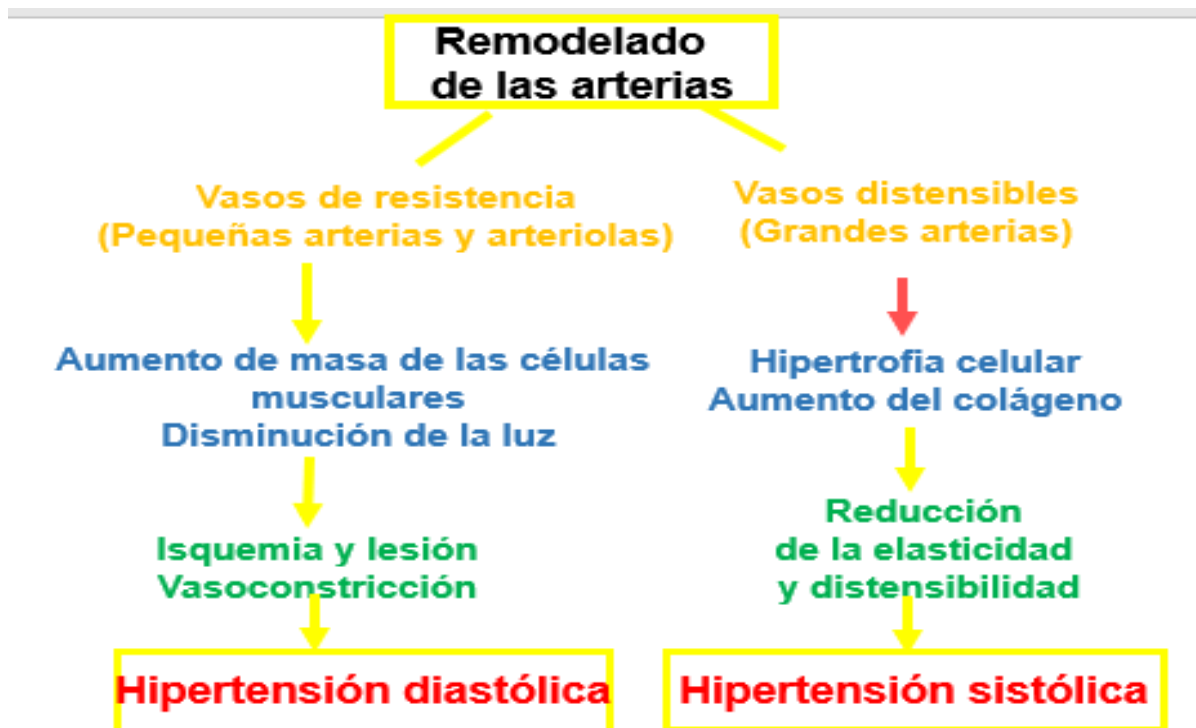 Remodelado
de las arterias
Vasos de resistencia
(Pequeñas arterias y arteriolas)
Vasos distensibles
(Grandes arterias)
Aumento de masa de las células
musculares
Disminución de la luz
Hipertrofia celular
Aumento del colágeno
Isquemia y lesión
Vasoconstricción
Reducción
de la elasticidad
y distensibilidad
Hipertensión diastólica
Hipertensión sistólica